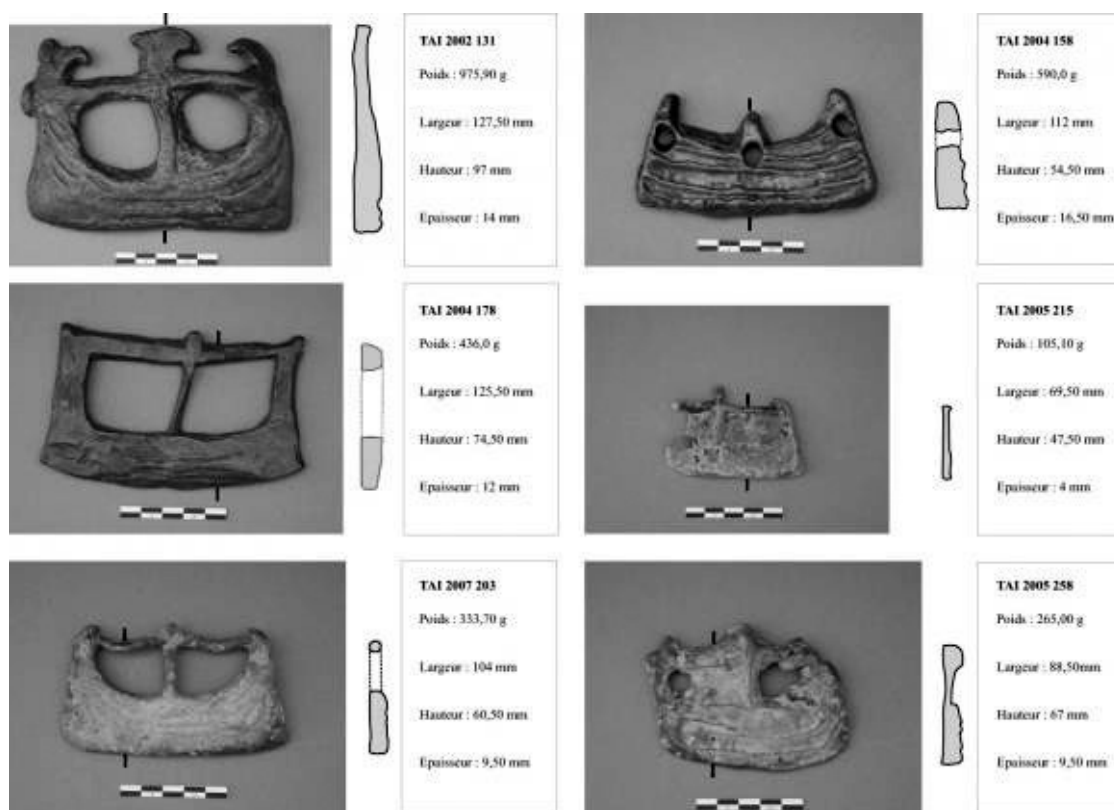 TAI 2002 131
Poids : 975,90 g
Largeur : 127,50 mm
Hauteur : 97 mm
Epaisseur : 14 mm
TAI 2004 158
Poids : 590,0 g
Largeur : 112 mm
Hauteur : 54,50 mm
Epaisseur : 16,50 mm
TAI 2004 178
Poids : 436,0 g
Largeur : 125,50 mm
Hauteur : 74,50 mm
Epaisseur : 12 mm
TAI 2005 215
Poids : 105,10 g
Largeur : 69,50 mm
Hauteur : 47,50 mm
Epaisseur : 4 mm
TAI 2007 203
Poids : 333,70 g
Largeur : 104 mm
Hauteur : 60,50 mm
Epaisseur : 9,50 mm
TAI 2005 258
Poids : 265,00 g
Largeur : 88,50mm
Hauteur : 67 mm
Epaisseur : 9,50 mm